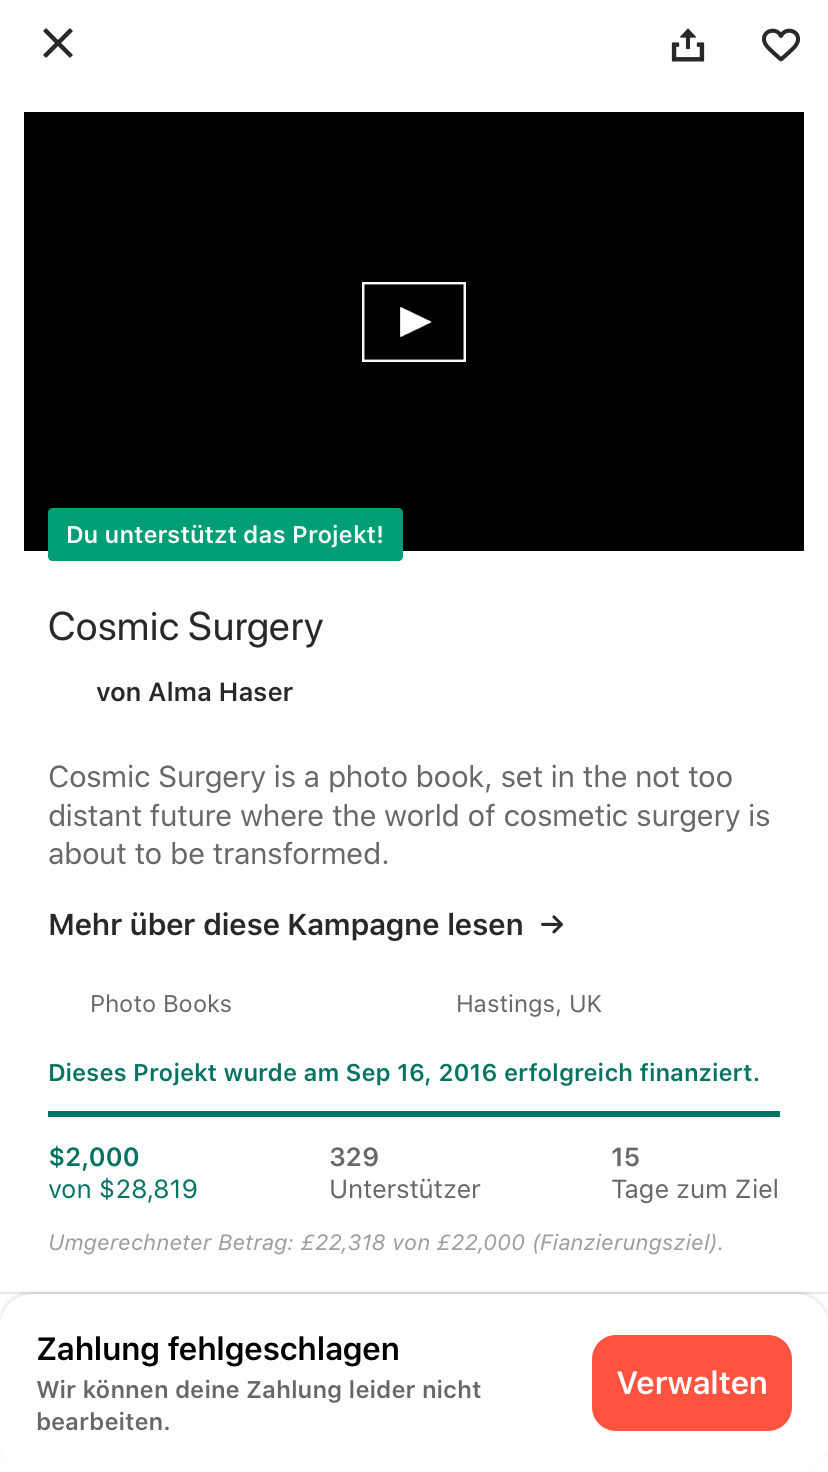 Du unterstützt das Projekt!
Cosmic Surgery
von Alma Haser
Cosmic Surgery is a photo book, set in the not too
distant future where the world of cosmetic surgery is
about to be transformed.
Mehr über diese Kampagne lesen →
Photo Books
Hastings, UK
Dieses Projekt wurde am Sep 16, 2016 erfolgreich finanziert.
$2,000
von $28,819
329
Unterstützer
15
Tage zum Ziel
Umgerechneter Betrag: £22,318 von £22,000 (Fianzierungsziel).
Zahlung fehlgeschlagen
Wir können deine Zahlung leider nicht
bearbeiten.
Verwalten